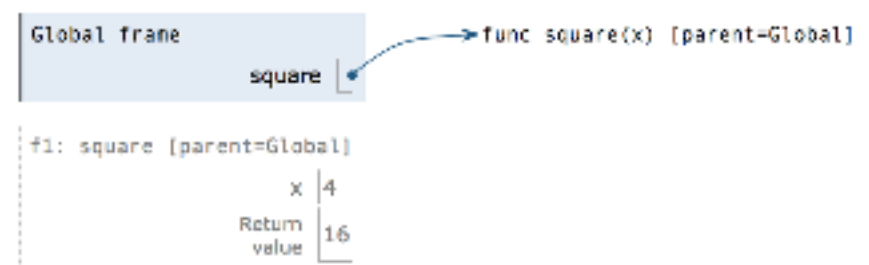 Global frame
func square(x) [parent=Global]
square
f1: square [parent=Global]
x 4
Return
value 16